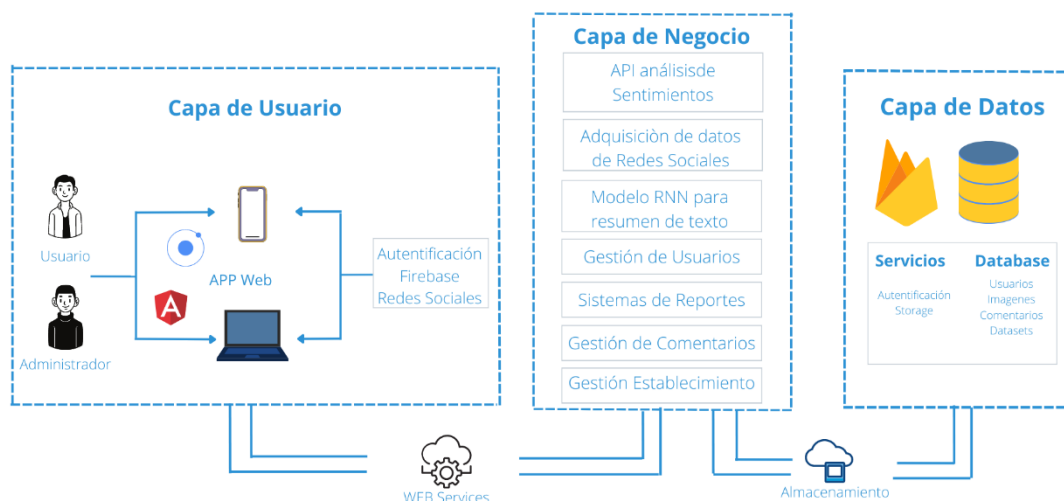 Capa de Usuario
Usuario
Administrador
APP Web
A
Autentificación
Firebase
Redes Sociales
WEB Services
Capa de Negocio
API análisisde
Sentimientos
Adquisiciòn de datos
de Redes Sociales
Modelo RNN para
resumen de texto
Gestión de Usuarios
Sistemas de Reportes
Gestión de Comentarios
Gestión Establecimiento
Almacenamiento
Capa de Datos
Servicios
Autentificación
Storage
Database
Usuarios
Imagenes
Comentarios
Datasets